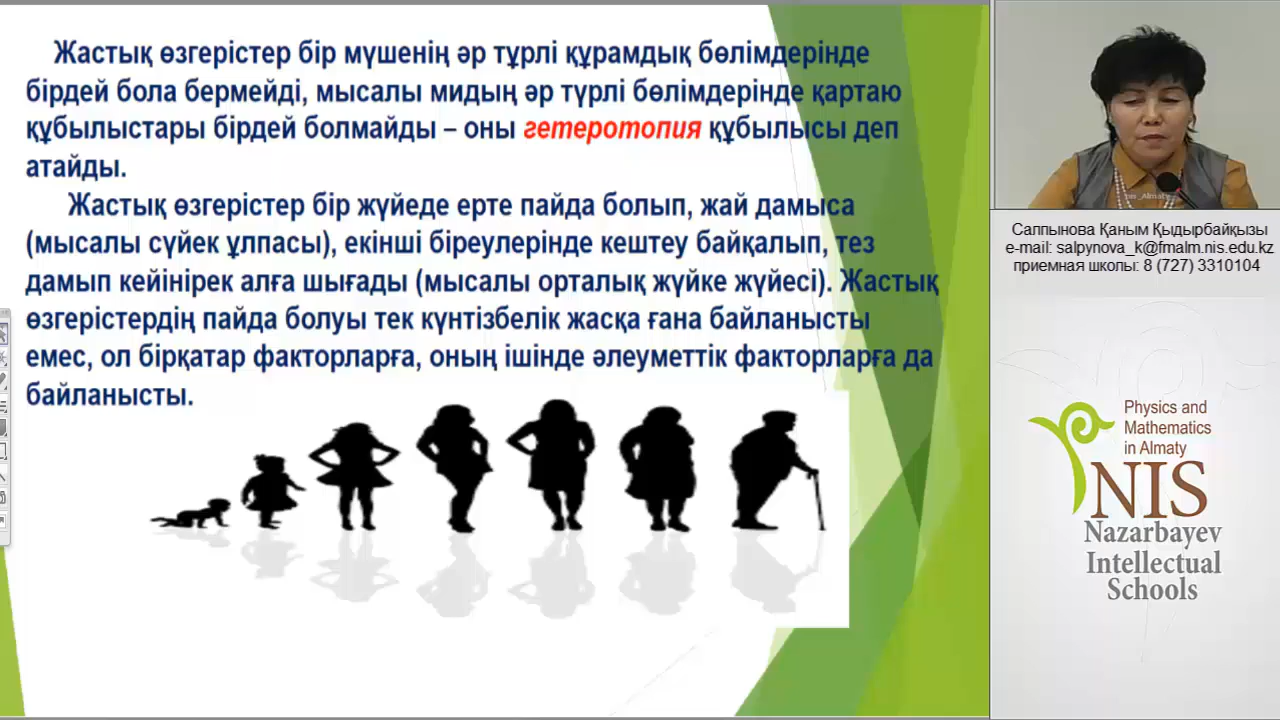 Жастық өзгерістер бір мүшенің әр тұрлі құрамдық бөлімдерінде
бірдей бола бермейді, мысалы мидың әр түрлі бөлімдерінде қартаю
құбылыстары бірдей болмайды – оны гетеротопия құбылысы деп
атайды.
Жастық өзгерістер бір жүйеде ерте пайда болып, жай дамыса
(мысалы сүйек ұлпасы), екінші біреулерінде кештеу байқалып, тез
дамып кейінірек алға шығады (мысалы орталық жүйке жүйесі). Жастық
өзгерістердің пайда болуы тек күнтізбелік жасқа ғана байланысты
емес, ол бірқатар факторларға, оның ішінде әлеуметтік факторларға да
байланысты.
Салпынова Қаным Қыдырбайқызы
e-mail: salpynova_k@fmalm.nis.edu.kz
приемная школы: 8 (727) 3310104
Physics and
Mathematics
in Almaty
NIS
Nazarbayev
Intellectual
Schools